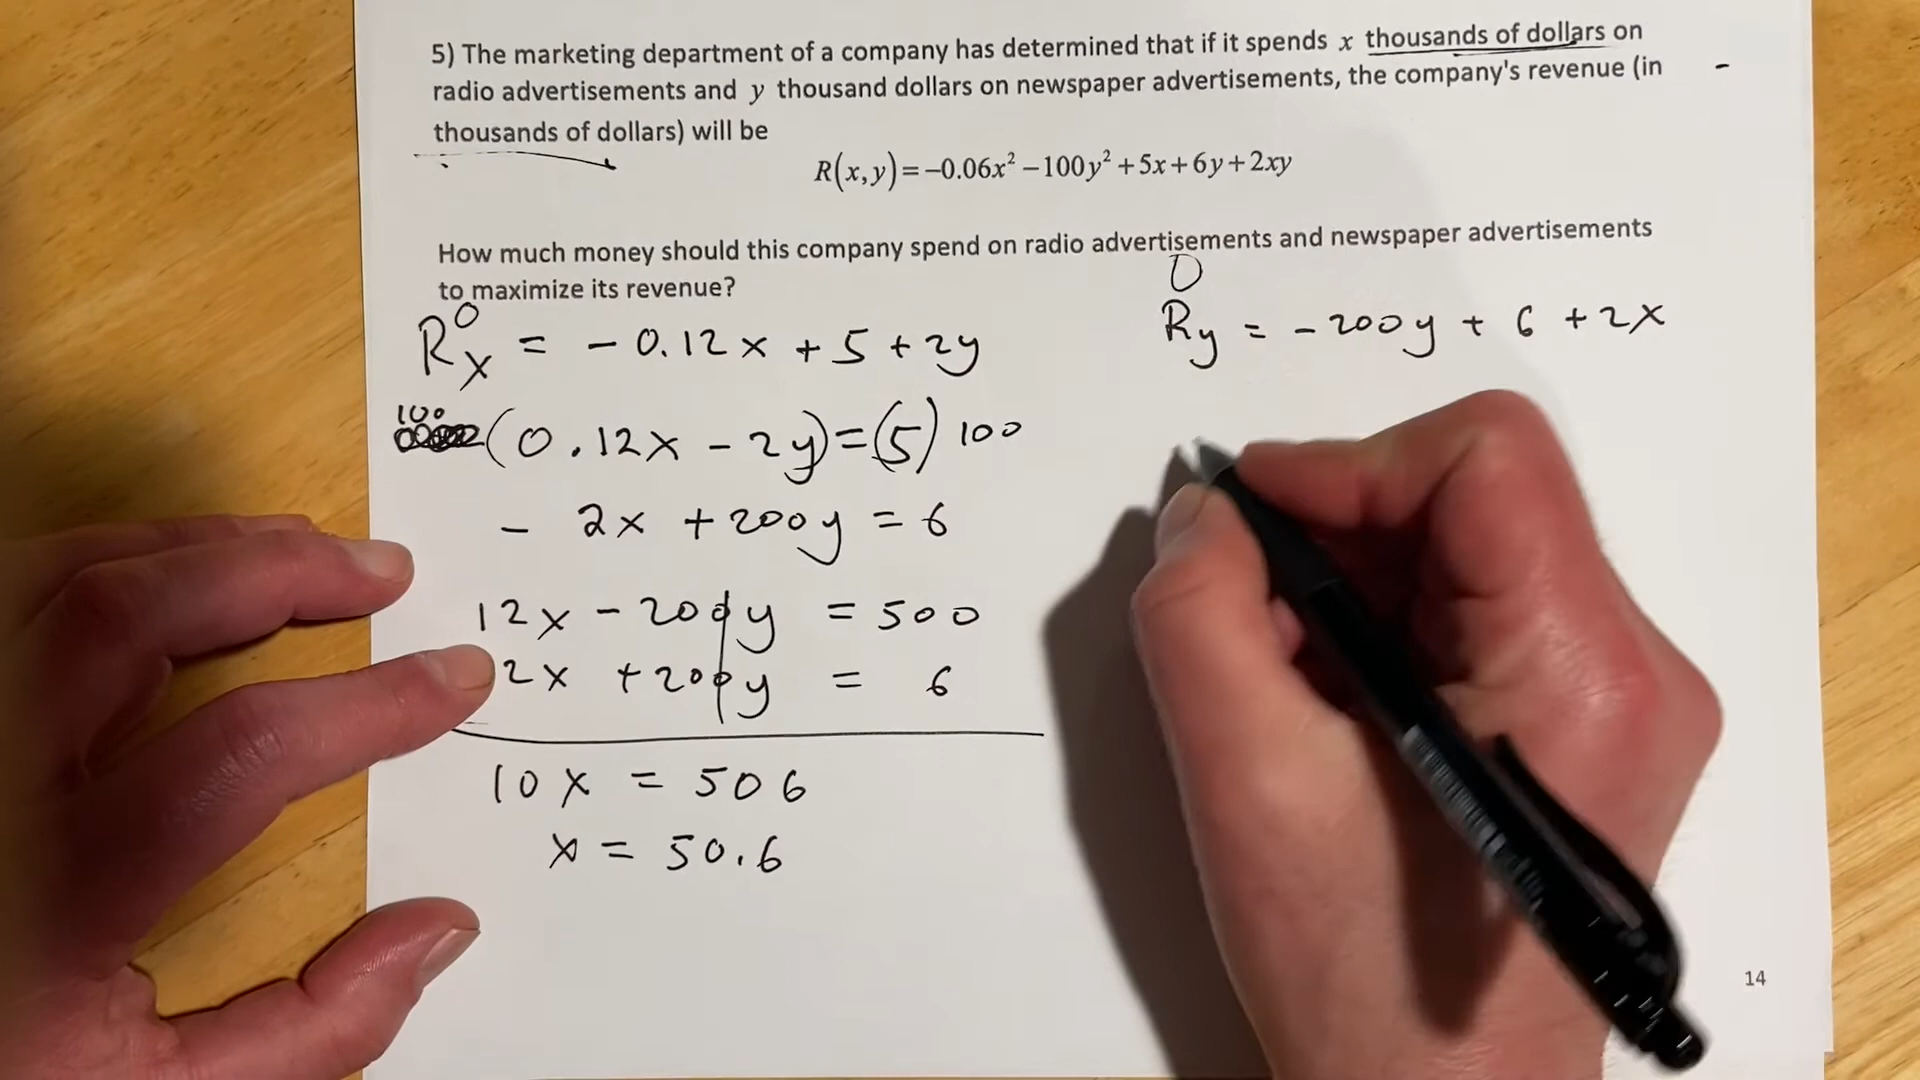 5) The marketing department of a company has determined that if it spends x thousands of dollars on
radio advertisements and y thousand dollars on newspaper advertisements, the company's revenue (in
thousands of dollars) will be
R(x,y)=−0.06x²−100y²+5x+6y+2xy
How much money should this company spend on radio advertisements and newspaper advertisements
to maximize its revenue?
0
Rx = - 0.12x + 5 + 2y
0
Ry = - 200y + 6 + 2x
100
(0.12x - 2y)=(5) 100
- 2x + 200y = 6
12x - 200y = 500
2x + 200y = 6
10x = 506
x = 50.6
14